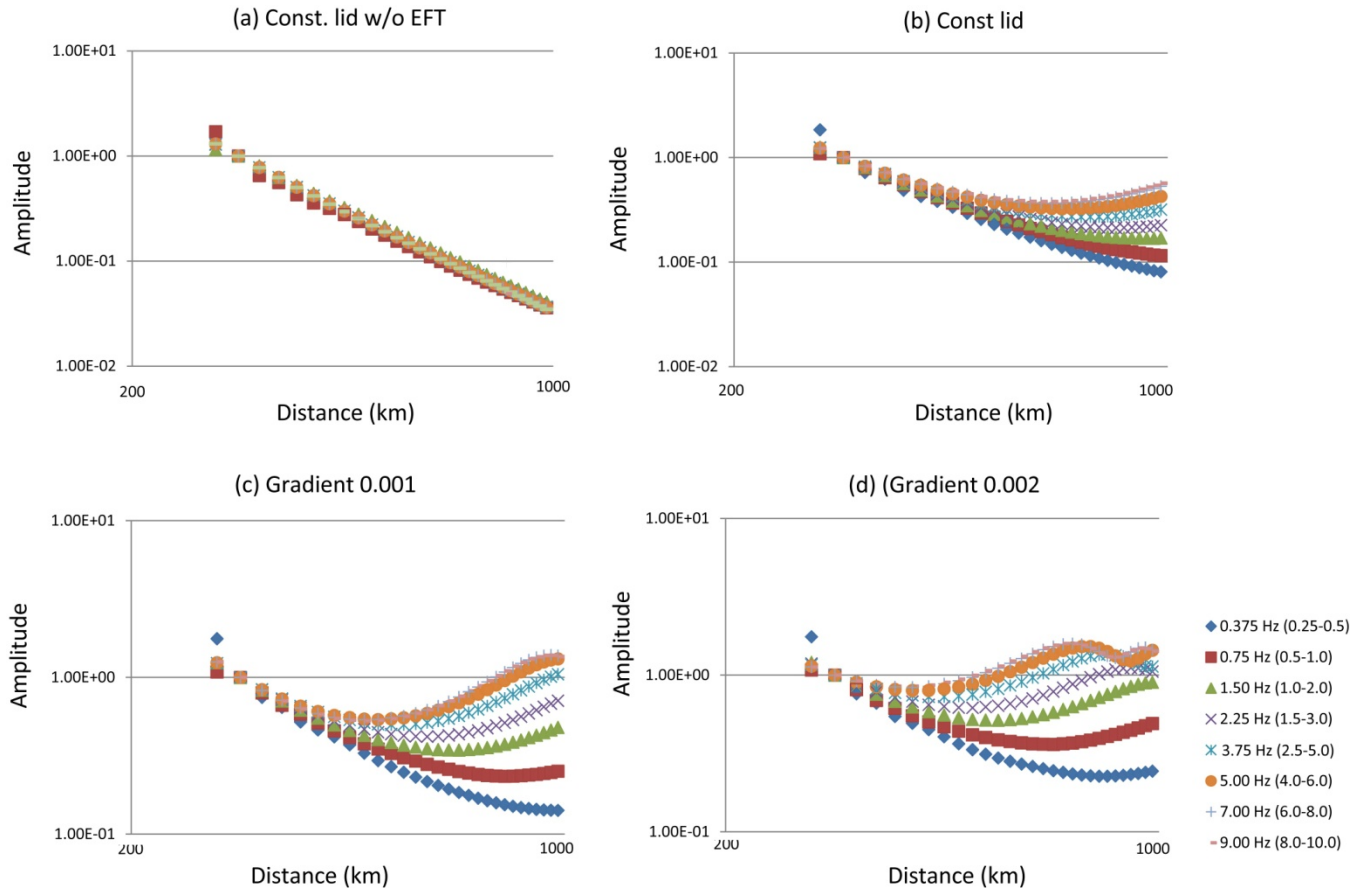 (a) Const. lid w/o EFT
1.00E+01
1.00E+00
1.00E-01
1.00E-02
Amplitude
200
1000
Distance (km)
(b) Const lid
1.00E+01
1.00E+00
1.00E-01
1.00E-02
Amplitude
200
1000
Distance (km)
(c) Gradient 0.001
1.00E+01
1.00E+00
1.00E-01
Amplitude
200
1000
Distance (km)
(d) (Gradient 0.002
1.00E+01
1.00E+00
1.00E-01
Amplitude
200
1000
Distance (km)
0.375 Hz (0.25-0.5)
0.75 Hz (0.5-1.0)
1.50 Hz (1.0-2.0)
2.25 Hz (1.5-3.0)
3.75 Hz (2.5-5.0)
5.00 Hz (4.0-6.0)
7.00 Hz (6.0-8.0)
9.00 Hz (8.0-10.0)